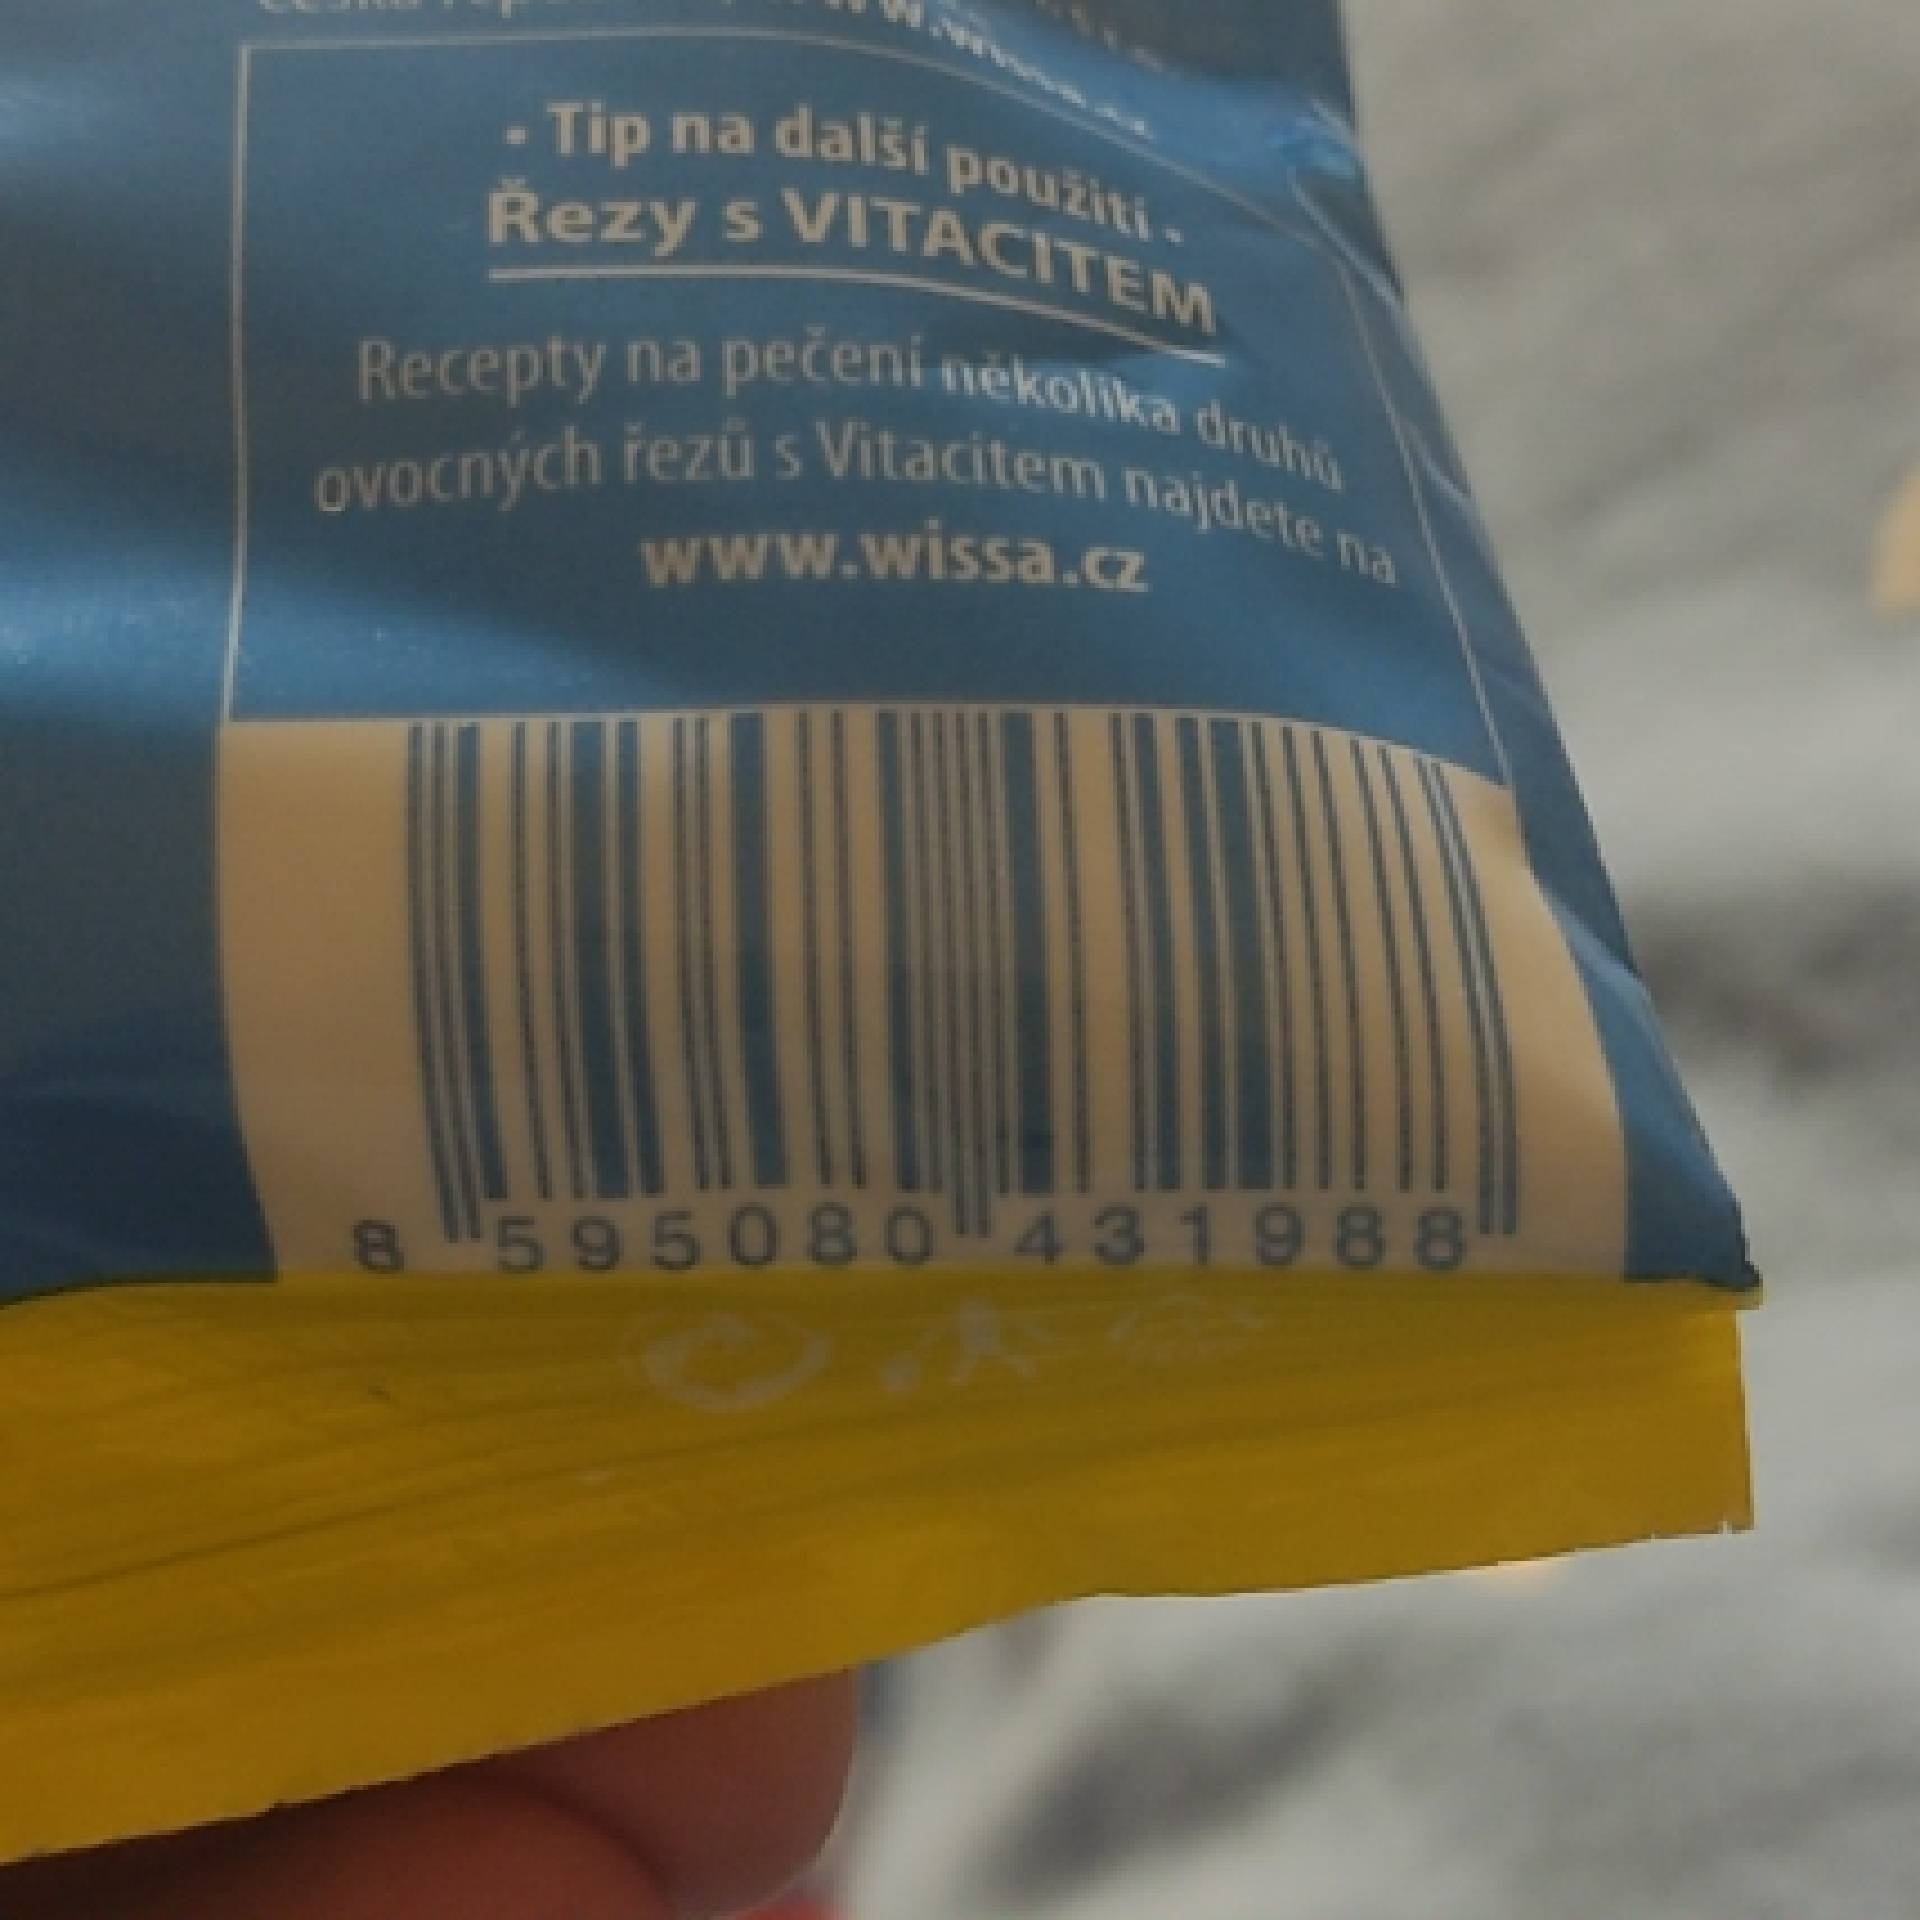 • Tip na další použití •
Řezy s VITACITEM
Recepty na pečení několika druhů
ovocných řezů s Vitacitem najdete na
www.wissa.cz
8 595080 431988